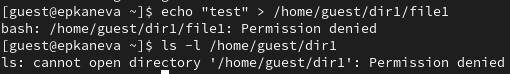 [guest@epkaneva ~]$ echo "test" > /home/guest/dir1/file1
bash: /home/guest/dir1/file1: Permission denied
[guest@epkaneva ~]$ ls -l /home/guest/dir1
ls: cannot open directory '/home/guest/dir1': Permission denied